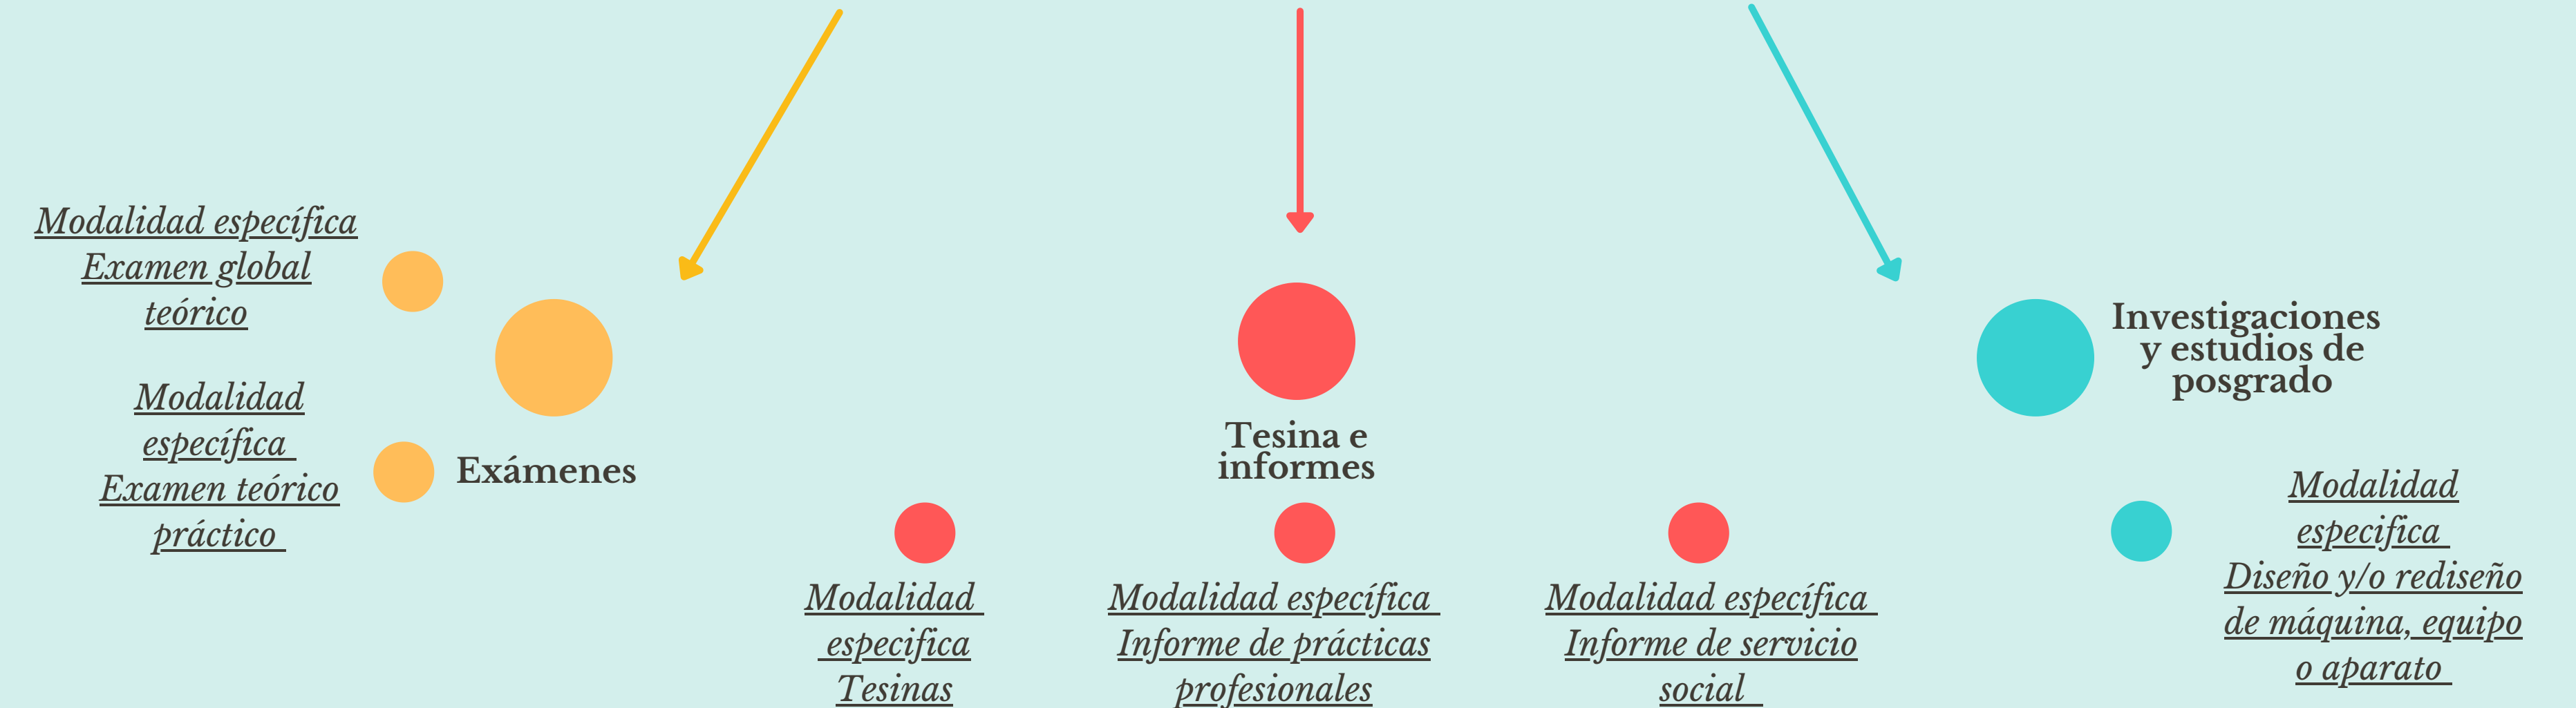 Modalidad específica
Examen global
teórico
Modalidad
específica
Examen teórico
práctico
Exámenes
Tesina e
informes
Modalidad
especifica
Tesinas
Modalidad específica
Informe de prácticas
profesionales
Modalidad específica
Informe de servicio
social
Investigaciones
y estudios de
posgrado
Modalidad
especifica
Diseño y/o rediseño
de máquina, equipo
o aparato